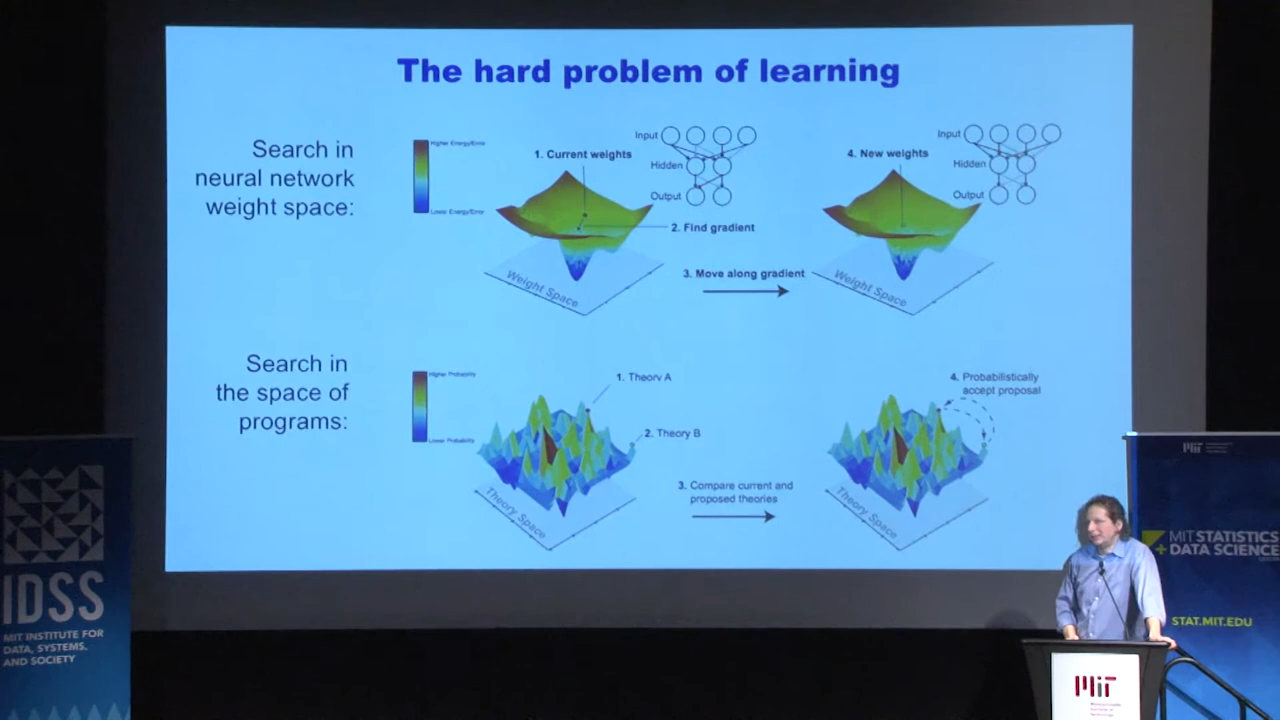 The hard problem of learning
Search in
neural network
weight space:
Higher Energy/Error
Lower Energy/Error
1. Current weights
Input
Hidden
Output
2. Find gradient
Weight Space
3. Move along gradient
4. New weights
Input
Hidden
Output
Weight Space
Search in
the space of
programs:
Higher Probability
Lower Probability
1. Theory A
2. Theory B
Theory Space
3. Compare current and
proposed theories
4. Probabilistically
accept proposal
Theory Space
IDSS
MIT INSTITUTE FOR
DATA, SYSTEMS,
AND SOCIETY
MIT
MIT STATISTICS
+ DATA SCIENCE
STAT.MIT.EDU
MIT